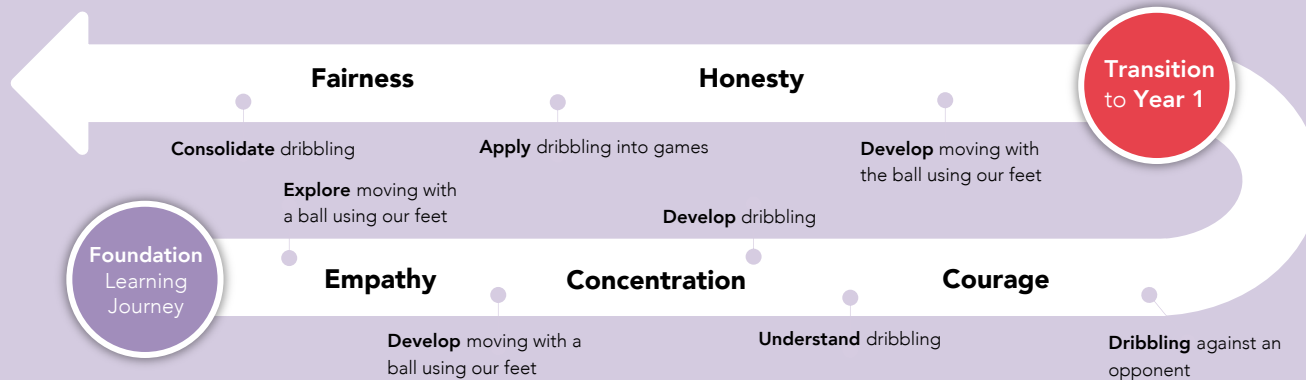 Fairness
Honesty
Transition
to Year 1
Consolidate dribbling
Apply dribbling into games
Develop moving with
the ball using our feet
Explore moving with
a ball using our feet
Develop dribbling
Foundation
Learning
Journey
Empathy
Concentration
Courage
Develop moving with a
ball using our feet
Understand dribbling
Dribbling against an
opponent